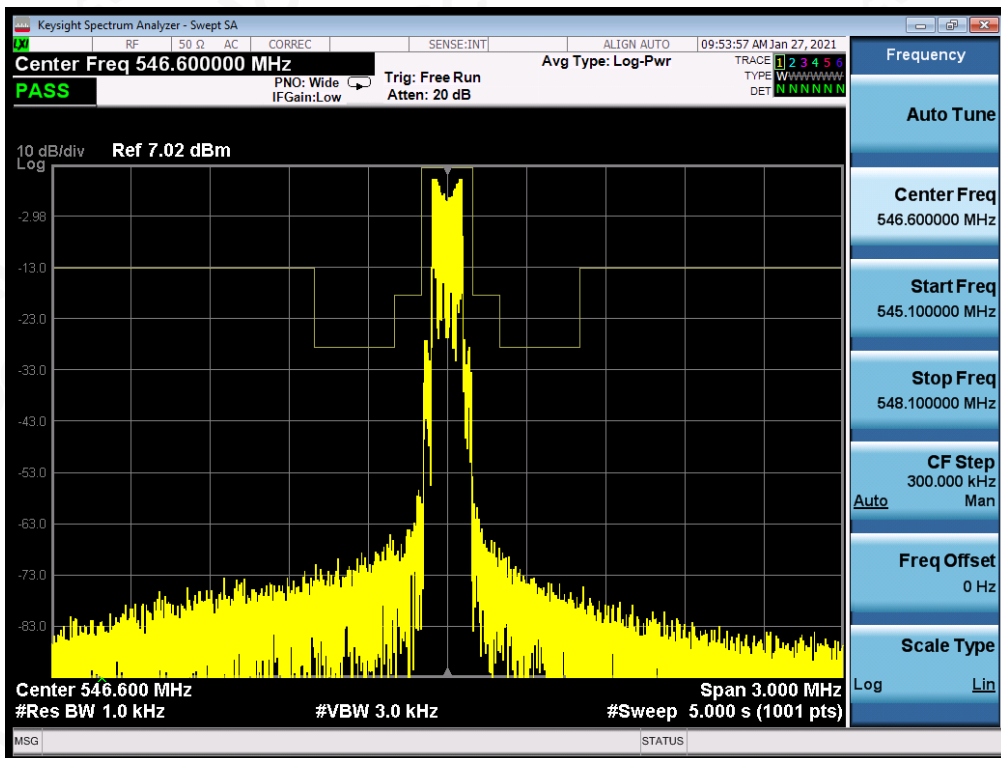 Keysight Spectrum Analyzer - Swept SA
LXI RF 50 Ω AC CORREC SENSE:INT ALIGN AUTO 09:53:57 AM Jan 27, 2021
Center Freq 546.600000 MHz
PASS
PNO: Wide
IFGain:Low
Trig: Free Run
Atten: 20 dB
Avg Type: Log-Pwr
TRACE 1 2 3 4 5 6
TYPE WWWWWWW
DET N N N N N N
10 dB/div Ref 7.02 dBm
Log
-2.98
-13.0
-23.0
-33.0
-43.0
-53.0
-63.0
-73.0
-83.0
Center 546.600 MHz Span 3.000 MHz
#Res BW 1.0 kHz #VBW 3.0 kHz #Sweep 5.000 s (1001 pts)
MSG STATUS
Frequency
Auto Tune
Center Freq
546.600000 MHz
Start Freq
545.100000 MHz
Stop Freq
548.100000 MHz
CF Step
300.000 kHz
Auto Man
Freq Offset
0 Hz
Scale Type
Log Lin